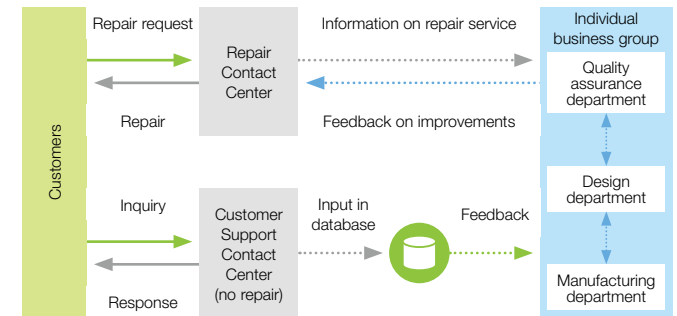 Customers
Repair request
Repair
Repair
Contact
Center
Information on repair service
Feedback on improvements
Individual
business group
Quality
assurance
department
Design
department
Manufacturing
department
Inquiry
Response
Customer
Support
Contact
Center
(no repair)
Input in
database
Feedback